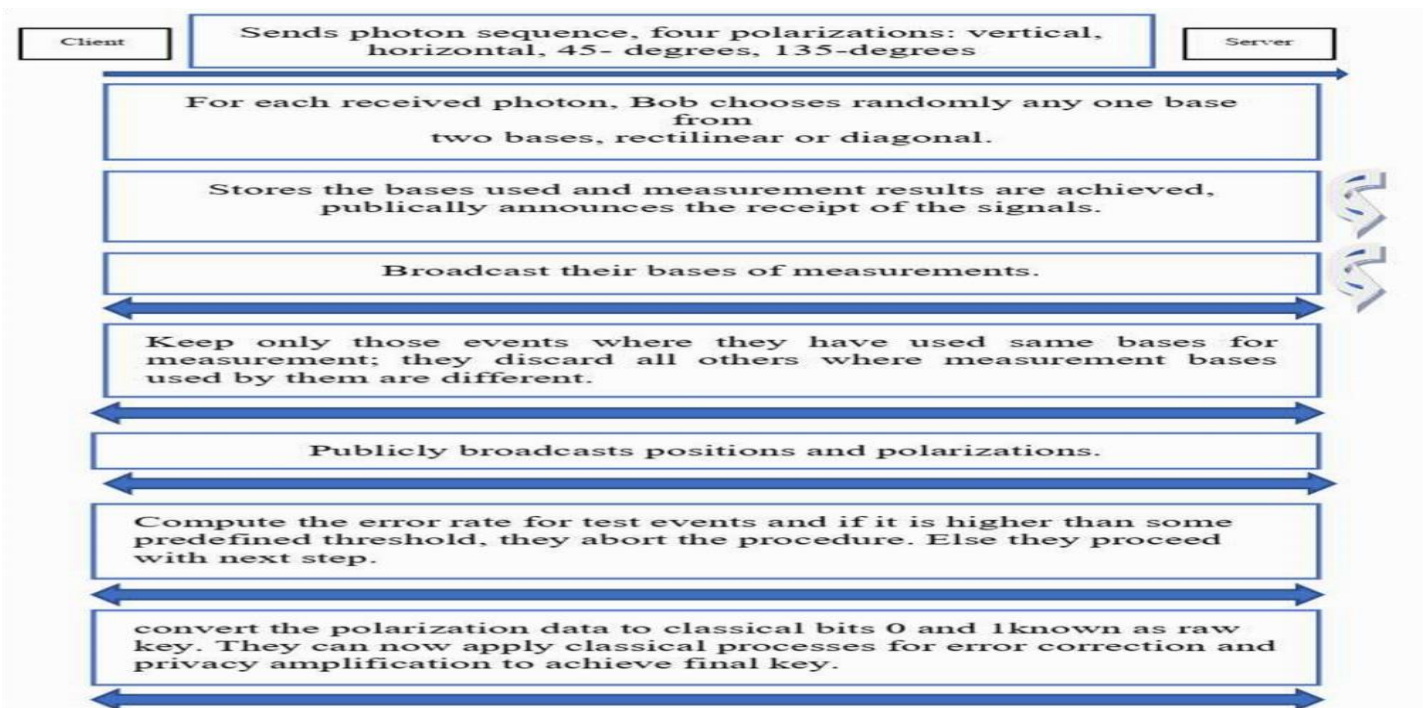 Client
Sends photon sequence, four polarizations: vertical,
horizontal, 45- degrees, 135-degrees
Server
For each received photon, Bob chooses randomly any one base
from
two bases, rectilinear or diagonal.
Stores the bases used and measurement results are achieved,
publically announces the receipt of the signals.
Broadcast their bases of measurements.
Keep only those events where they have used same bases for
measurement; they discard all others where measurement bases
used by them are different.
Publicly broadcasts positions and polarizations.
Compute the error rate for test events and if it is higher than some
predefined threshold, they abort the procedure. Else they proceed
with next step.
convert the polarization data to classical bits 0 and 1known as raw
key. They can now apply classical processes for error correction and
privacy amplification to achieve final key.